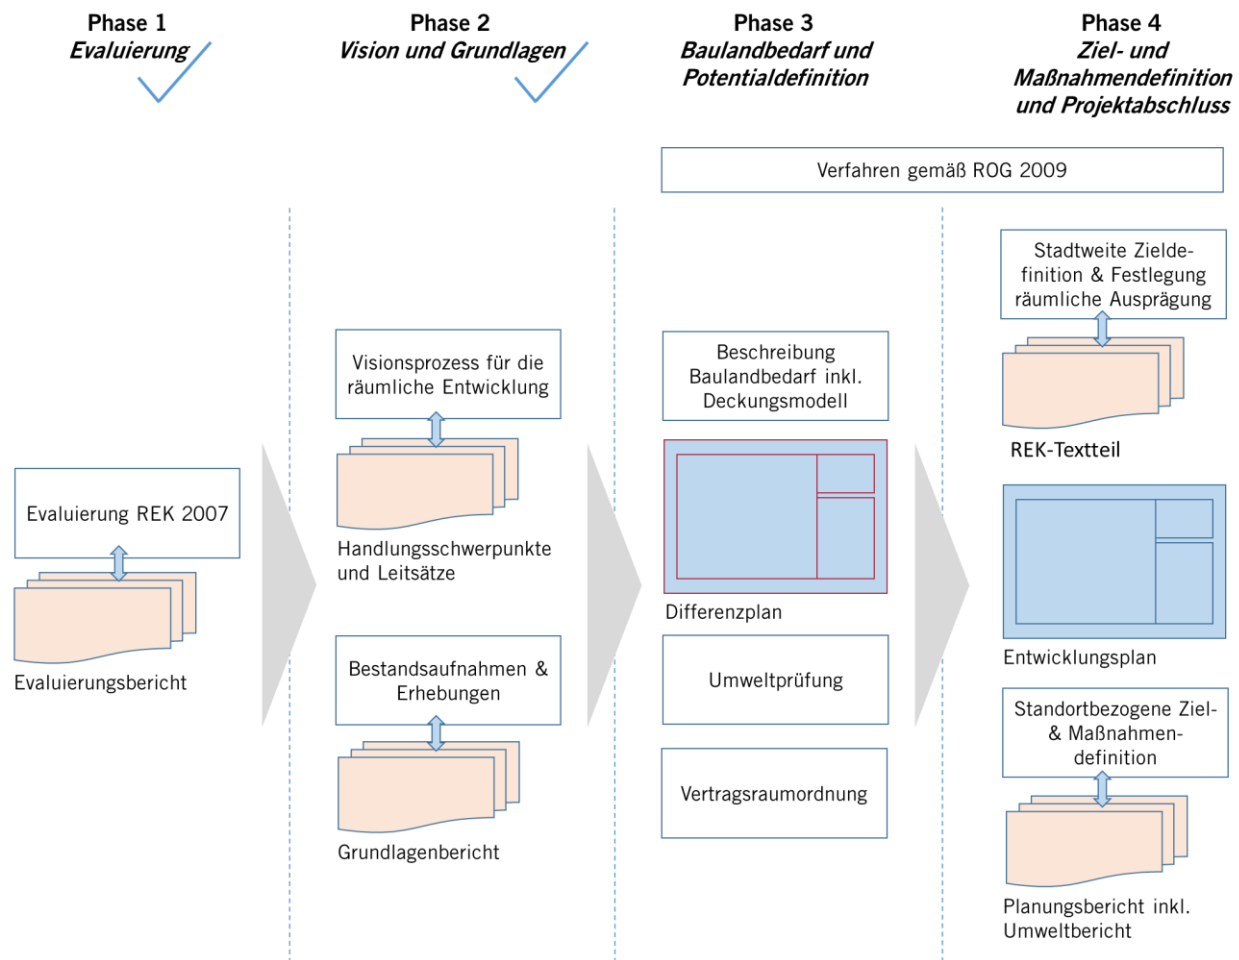 Phase 1
Evaluierung
Phase 2
Vision und Grundlagen
Phase 3
Baulandbedarf und
Potentialdefinition
Phase 4
Ziel- und
Maßnahmendefinition
und Projektabschluss
Verfahren gemäß ROG 2009
Evaluierung REK 2007
Evaluierungsbericht
Visionsprozess für die
räumliche Entwicklung
Handlungsschwerpunkte
und Leitsätze
Bestandsaufnahmen &
Erhebungen
Grundlagenbericht
Beschreibung
Baulandbedarf inkl.
Deckungsmodell
Differenzplan
Umweltprüfung
Vertragsraumordnung
Stadtweite Zielde-
finition & Festlegung
räumliche Ausprägung
REK-Textteil
Entwicklungsplan
Standortbezogene Ziel-
& Maßnahmen-
definition
Planungsbericht inkl.
Umweltbericht